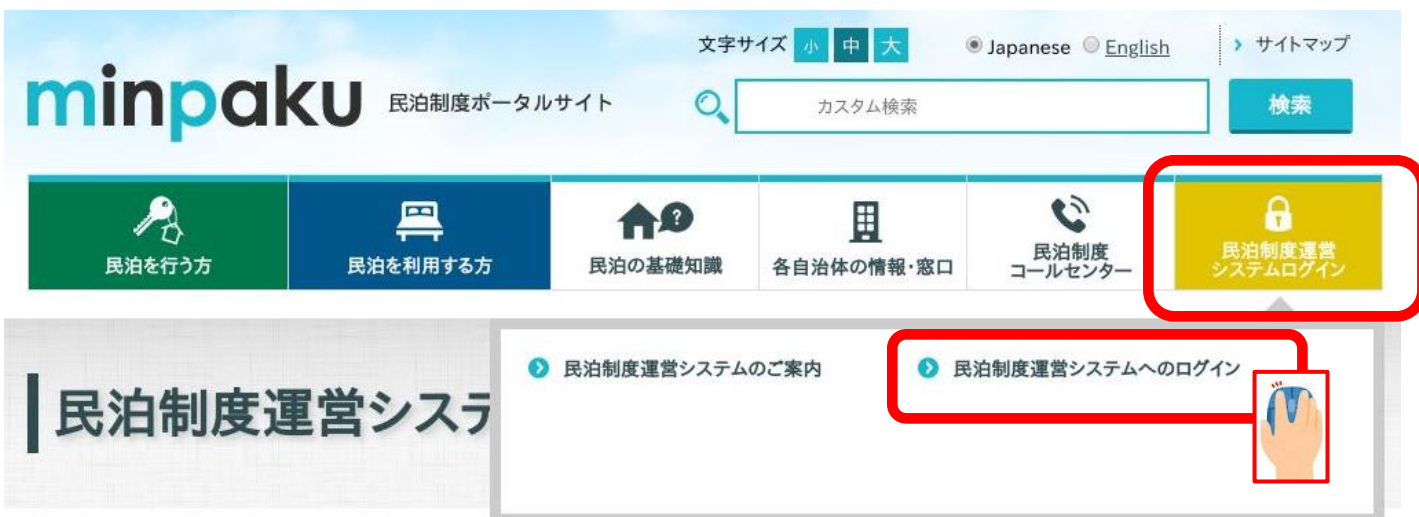 文字サイズ 小 中 大 Japanese English サイトマップ
minpaku 民泊制度ポータルサイト カスタム検索 検索
民泊を行う方
民泊を利用する方
民泊の基礎知識
各自治体の情報・窓口
民泊制度
コールセンター
民泊制度運営
システムログイン
民泊制度運営システムのご案内
民泊制度運営システムへのログイン
民泊制度運営システ